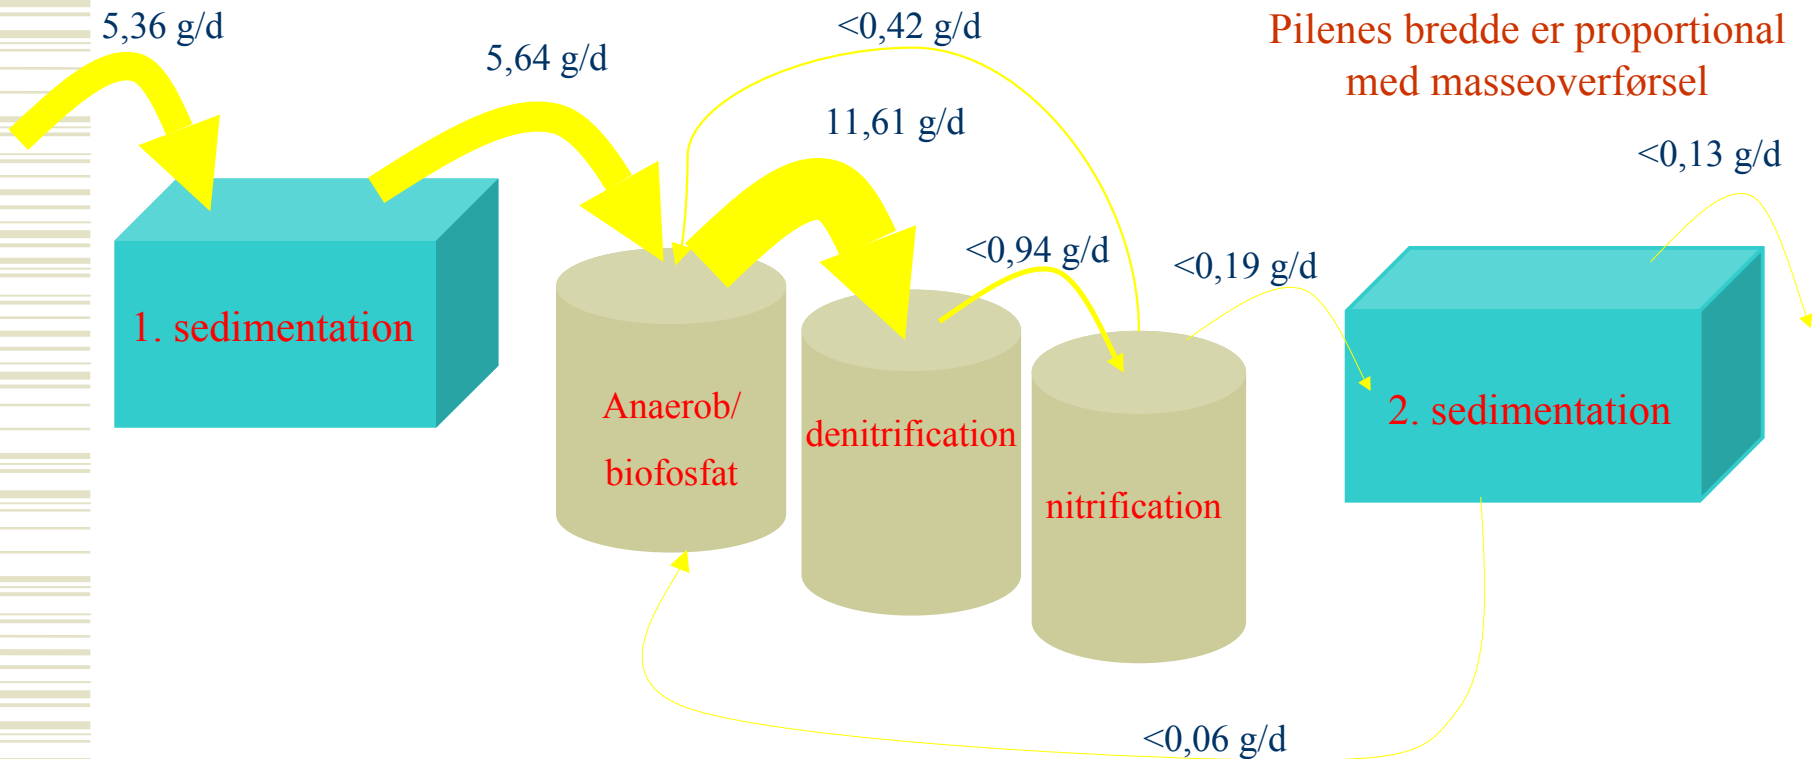 5,36 g/d
5,64 g/d
<0,42 g/d
11,61 g/d
Pilenes bredde er proportional
med masseoverførsel
<0,13 g/d
<0,94 g/d
<0,19 g/d
1. sedimentation
Anaerob/
biofosfat
denitrification
nitrification
2. sedimentation
<0,06 g/d